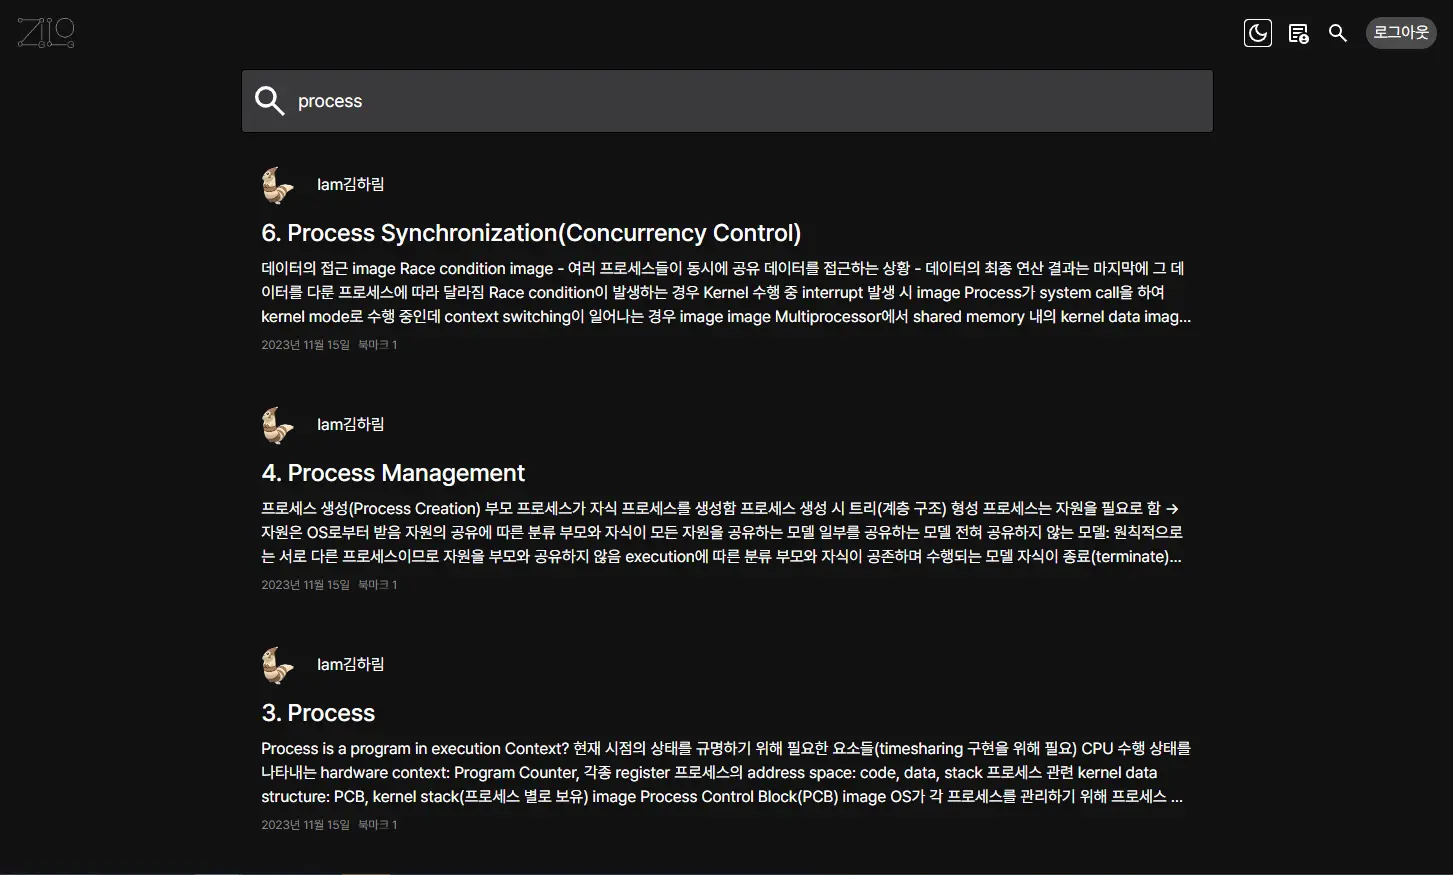 로그아웃
process
Iam김하림
6. Process Synchronization(Concurrency Control)
데이터의 접근 image Race condition image - 여러 프로세스들이 동시에 공유 데이터를 접근하는 상황 - 데이터의 최종 연산 결과는 마지막에 그 데
이터를 다룬 프로세스에 따라 달라짐 Race condition이 발생하는 경우 Kernel 수행 중 interrupt 발생 시 image Process가 system call을 하여
kernel mode로 수행 중인데 context switching이 일어나는 경우 image image Multiprocessor에서 shared memory 내의 kernel data imag...
2023년 11월 15일 북마크 1
Iam김하림
4. Process Management
프로세스 생성(Process Creation) 부모 프로세스가 자식 프로세스를 생성함 프로세스 생성 시 트리(계층 구조) 형성 프로세스는 자원을 필요로 함 →
자원은 OS로부터 받음 자원의 공유에 따른 분류 부모와 자식이 모든 자원을 공유하는 모델 일부를 공유하는 모델 전혀 공유하지 않는 모델: 원칙적으로
는 서로 다른 프로세스이므로 자원을 부모와 공유하지 않음 execution에 따른 분류 부모와 자식이 공존하며 수행되는 모델 자식이 종료(terminate)...
2023년 11월 15일 북마크 1
Iam김하림
3. Process
Process is a program in execution Context? 현재 시점의 상태를 규명하기 위해 필요한 요소들(timesharing 구현을 위해 필요) CPU 수행 상태를
나타내는 hardware context: Program Counter, 각종 register 프로세스의 address space: code, data, stack 프로세스 관련 kernel data
structure: PCB, kernel stack(프로세스 별로 보유) image Process Control Block(PCB) image OS가 각 프로세스를 관리하기 위해 프로세스 ...
2023년 11월 15일 북마크 1